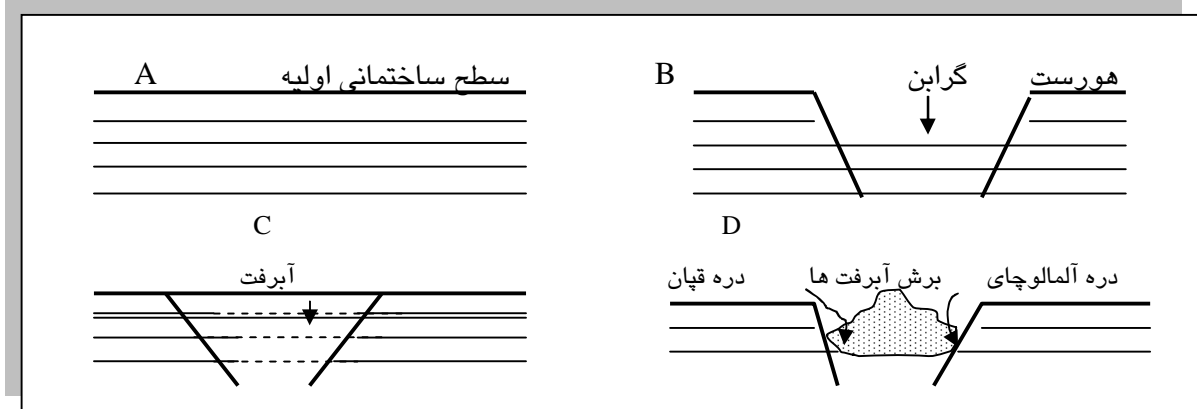 A
سطح ساختمانی اولیه
B
گرابن
هورست
C
آبرفت
D
دره قپان
برش آبرفت ها
دره آلمالوچای